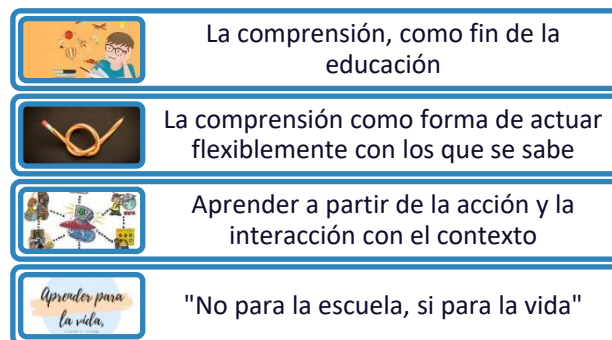 La comprensión, como fin de la
educación
La comprensión como forma de actuar
flexiblemente con los que se sabe
Aprender a partir de la acción y la
interacción con el contexto
Aprender para
la vida,
"No para la escuela, si para la vida"